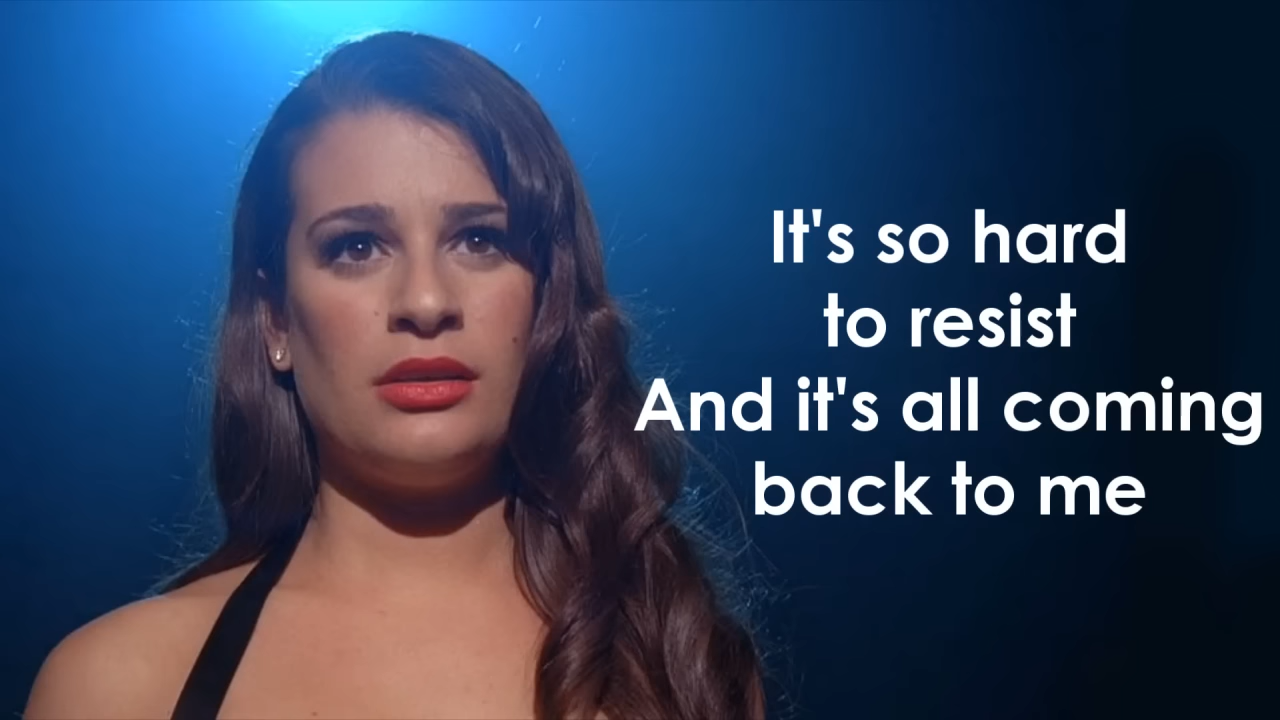 It's so hard
to resist
And it's all coming
back to me